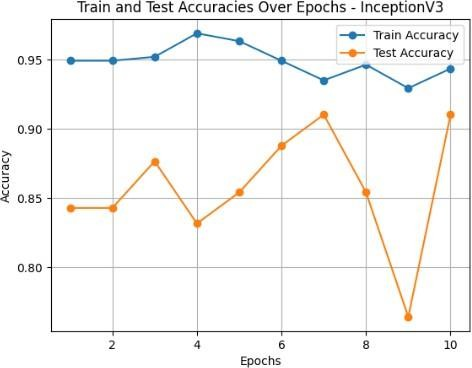 Train and Test Accuracies Over Epochs - InceptionV3
Train Accuracy
Test Accuracy
0.95
0.90
0.85
0.80
Accuracy
2 4 6 8 10
Epochs